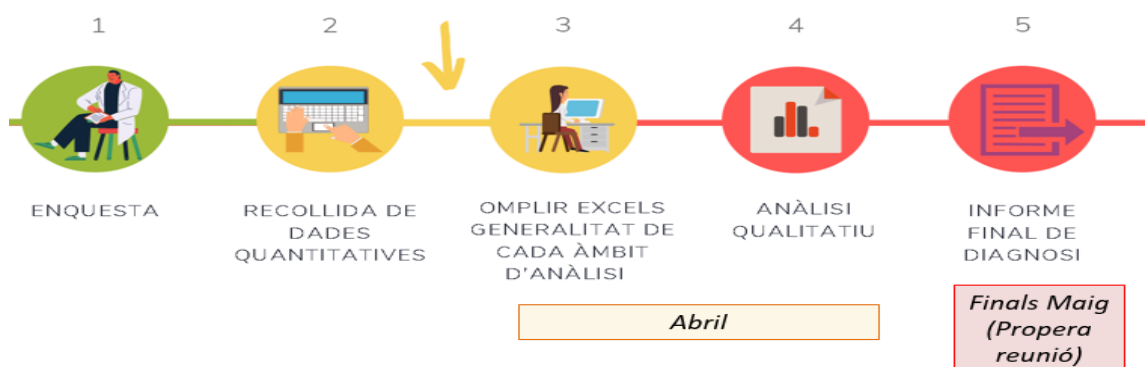 1
2
3
4
5
ENQUESTA
RECOLLIDA DE
DADES
QUANTITATIVES
OMPLIR EXCELS
GENERALITAT DE
CADA ÀMBIT
D'ANÀLISI
ANÀLISI
QUALITATIU
INFORME
FINAL DE
DIAGNOSI
Abril
Finals Maig
(Propera
reunió)